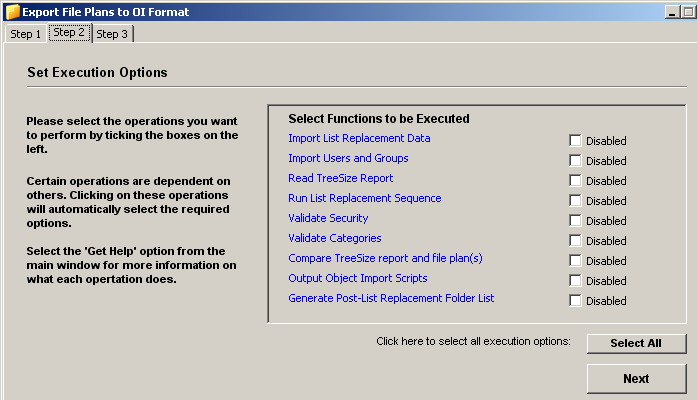 Export File Plans to OI Format
Step 1 Step 2 Step 3
Set Execution Options
Please select the operations you want
to perform by ticking the boxes on the
left.
Certain operations are dependent on
others. Clicking on these operations
will automatically select the required
options.
Select the 'Get Help' option from the
main window for more information on
what each opertation does.
Select Functions to be Executed
Import List Replacement Data Disabled
Import Users and Groups Disabled
Read TreeSize Report Disabled
Run List Replacement Sequence Disabled
Validate Security Disabled
Validate Categories Disabled
Compare TreeSize report and file plan(s) Disabled
Output Object Import Scripts Disabled
Generate Post-List Replacement Folder List Disabled
Click here to select all execution options: Select All
Next